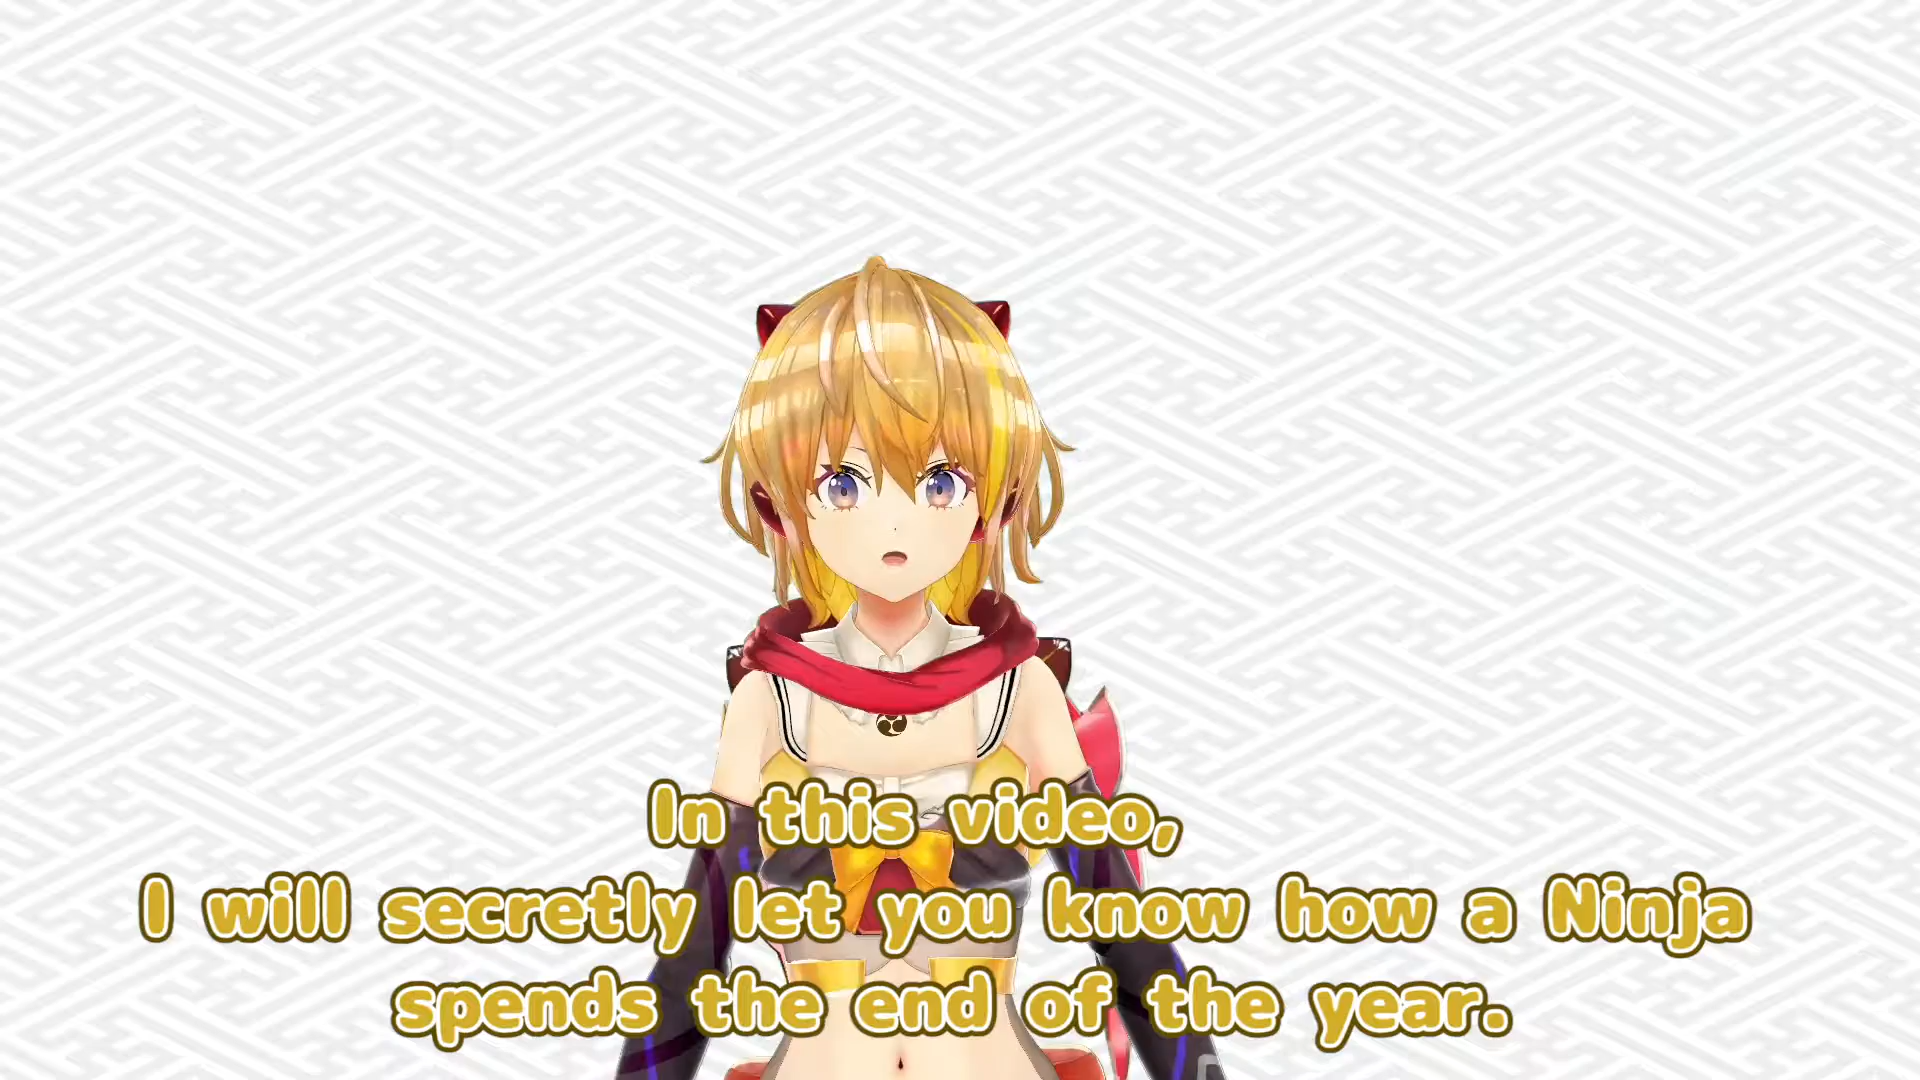 In this video,
I will secretly let you know how a Ninja
spends the end of the year.